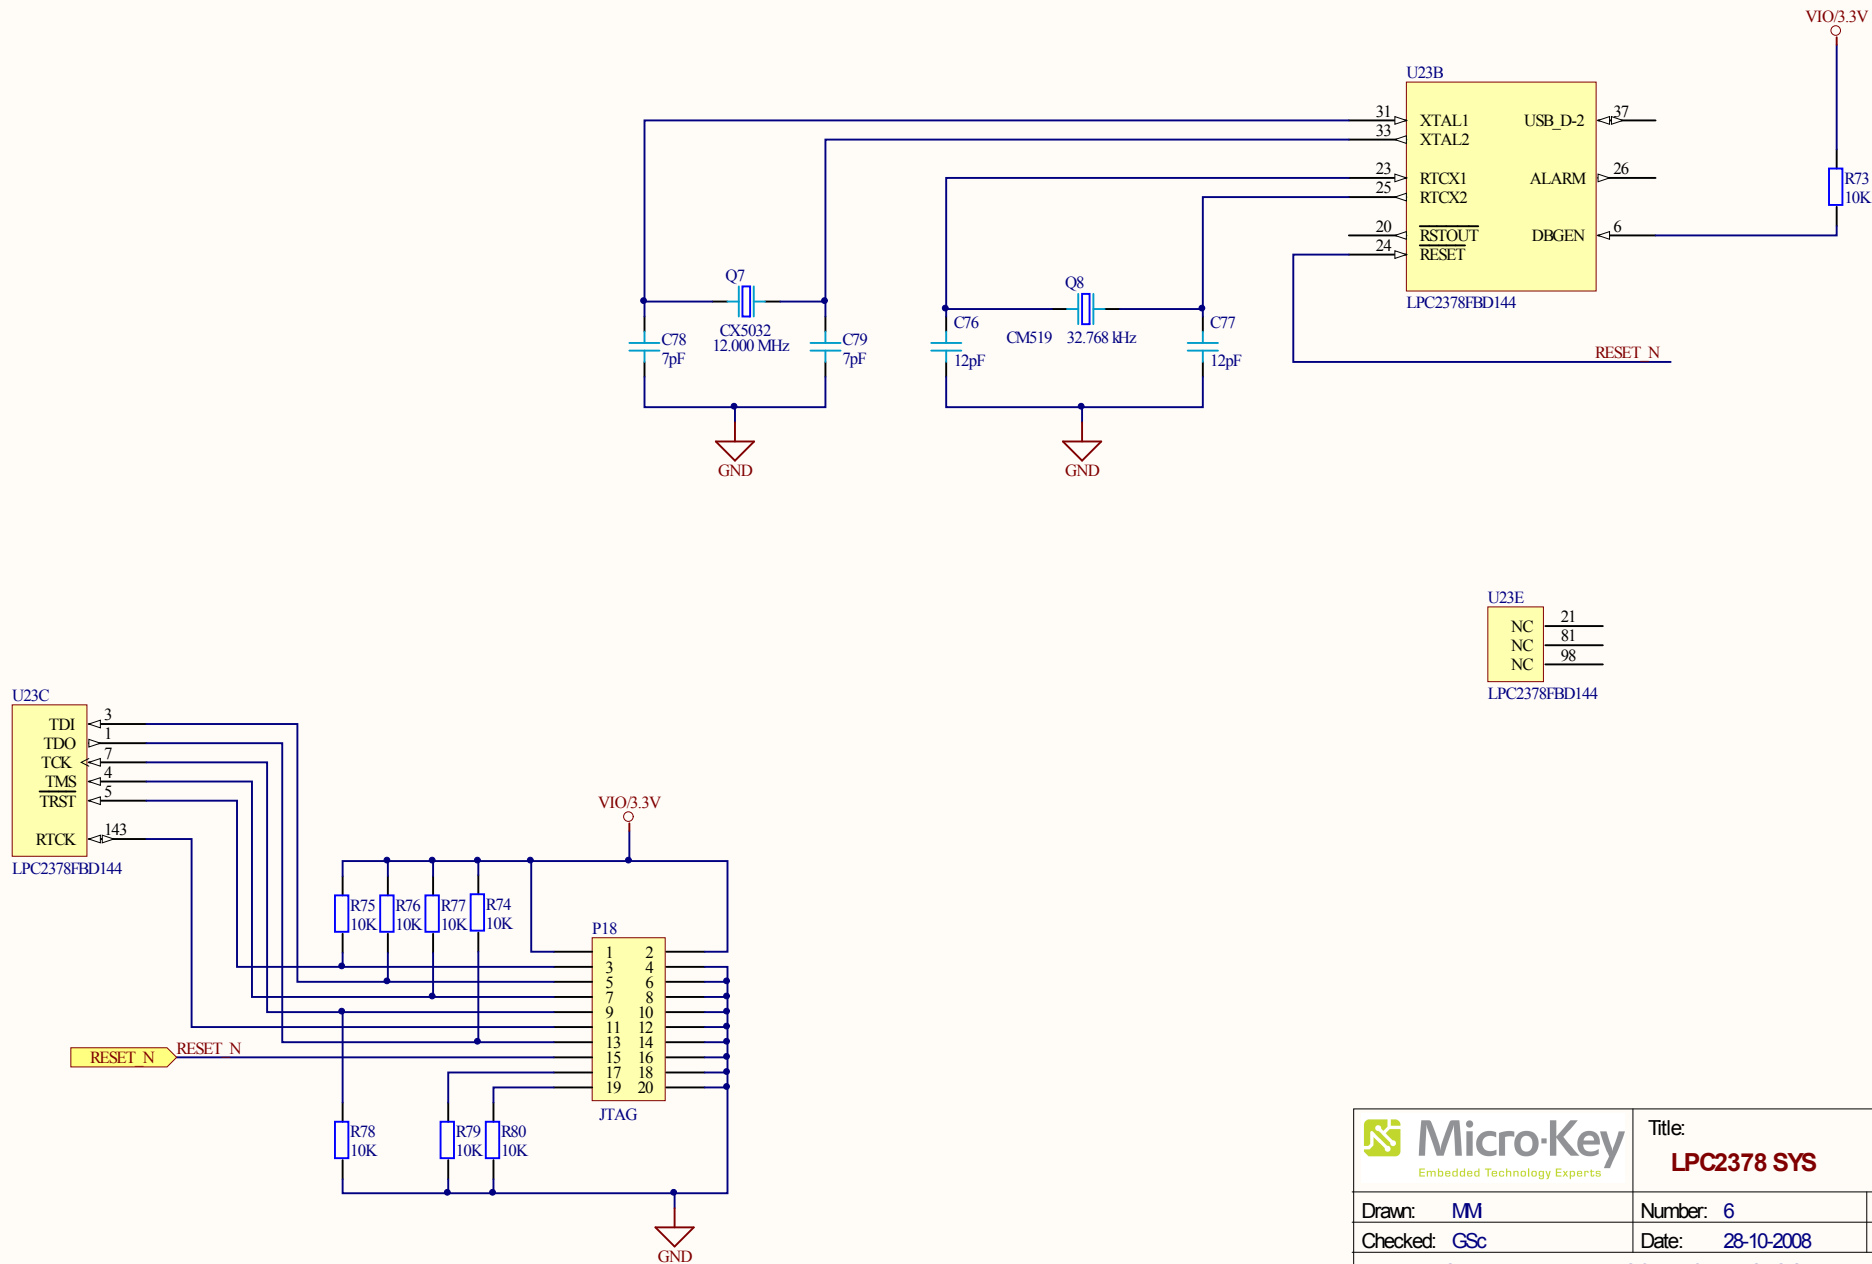 VIO/3.3V
U23B
31 XTAL1 USB_D-2 37
33 XTAL2
23 RTCX1 ALARM 26
25 RTCX2
R73
10K
20 RSTOUT DBGEN 6
24 RESET
LPC2378FBD144
RESET_N
Q7
CX5032
12.000 MHz
C78
7pF
C79
7pF
GND
Q8
CM519 32.768 kHz
C76
12pF
C77
12pF
GND
U23E
NC 21
NC 81
NC 98
LPC2378FBD144
U23C
TDI 3
TDO 1
TCK 7
TMS 4
TRST 5
RTCK 143
LPC2378FBD144
VIO/3.3V
R75
10K
R76
10K
R77
10K
R74
10K
P18
1 2
3 4
5 6
7 8
9 10
11 12
13 14
15 16
17 18
19 20
JTAG
RESET_N RESET_N
R78
10K
R79
10K
R80
10K
GND
Micro·Key
Embedded Technology Experts
Title:
LPC2378 SYS
Drawn: MM Number: 6
Checked: GSc Date: 28-10-2008